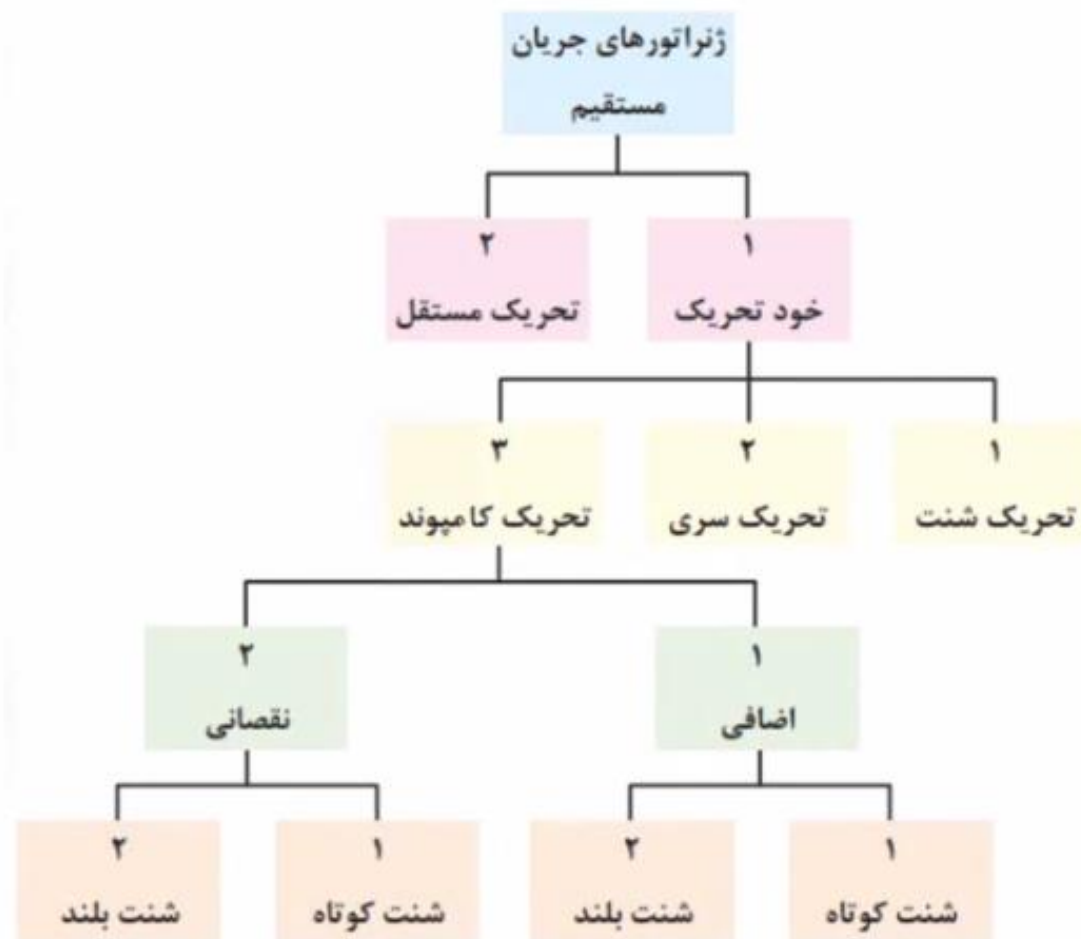 ژنراتورهای جریان
مستقیم
۱
خود تحریک
۲
تحریک مستقل
۱
تحریک شنت
۲
تحریک سری
۳
تحریک کامپوند
۱
اضافی
۲
نقصانی
۱
شنت کوتاه
۲
شنت بلند
۱
شنت کوتاه
۲
شنت بلند